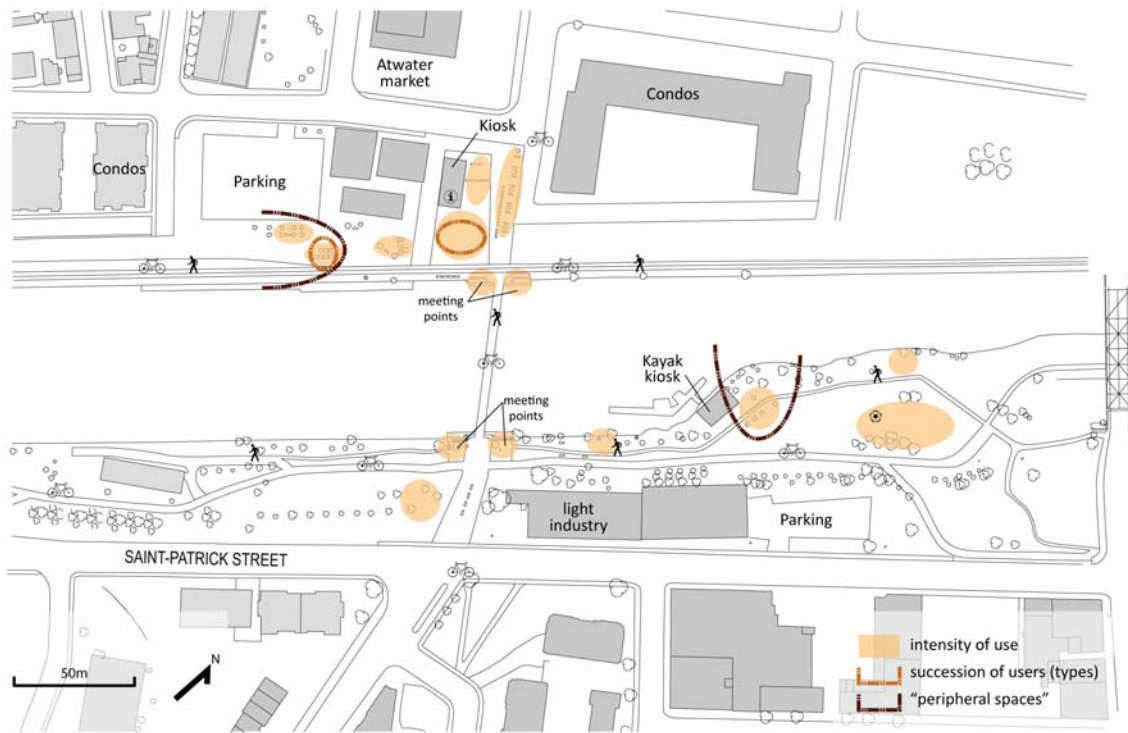 Atwater
market
Condos
Kiosk
Condos
Parking
i
meeting
points
Kayak
kiosk
meeting
points
light
industry
Parking
SAINT-PATRICK STREET
N
50m
intensity of use
succession of users (types)
“peripheral spaces”